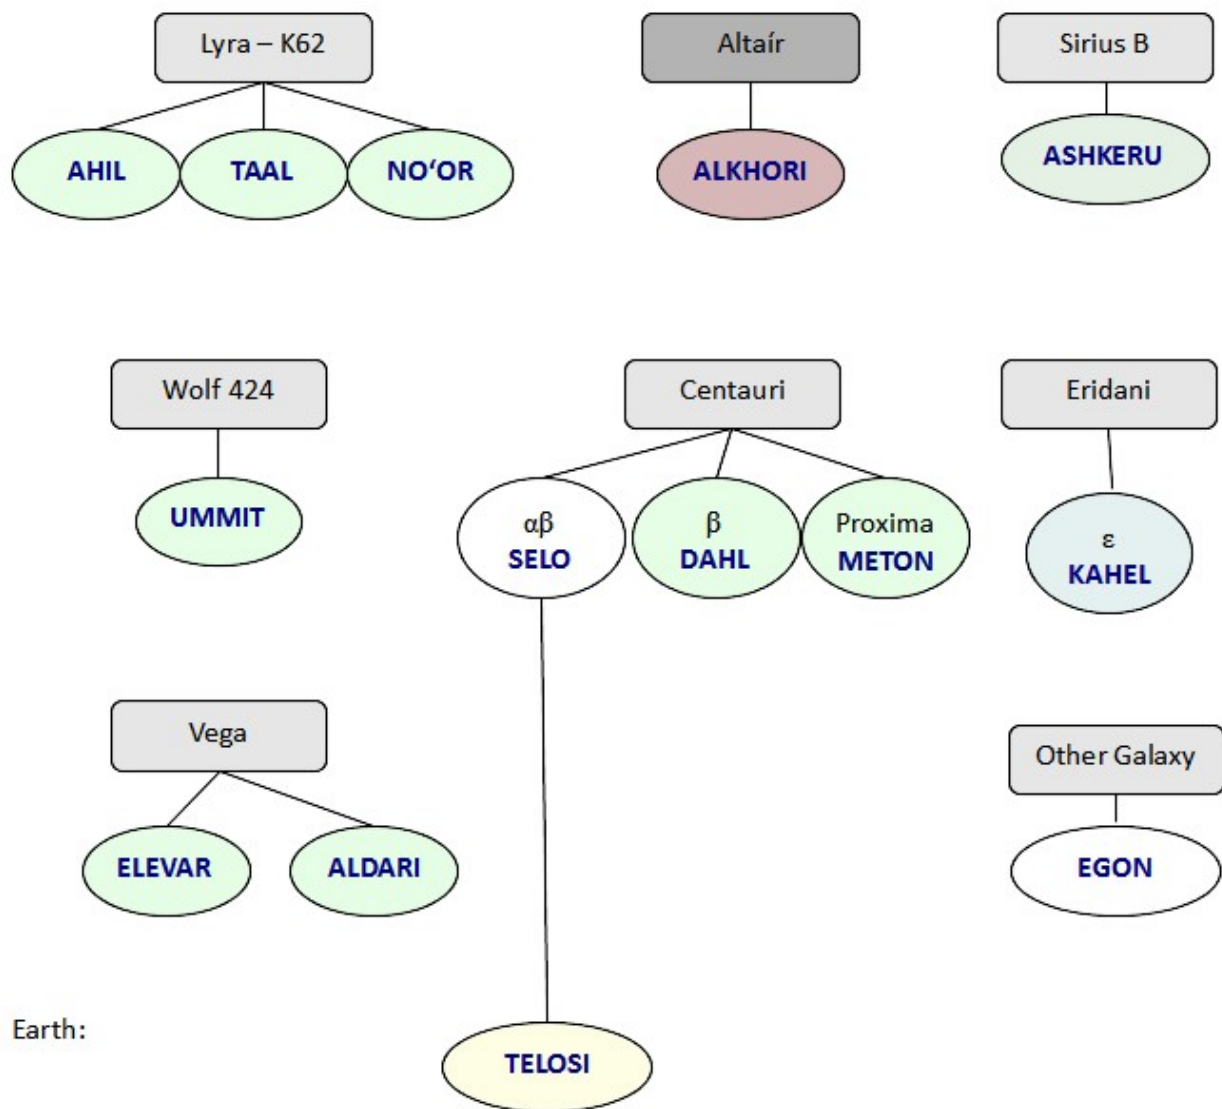 Lyra – K62
Altaír
Sirius B
AHIL
TAAL
NO‘OR
ALKHORI
ASHKERU
Wolf 424
Centauri
Eridani
UMMIT
αβ
SELO
β
DAHL
Proxima
METON
ε
KAHEL
Vega
Other Galaxy
ELEVAR
ALDARI
EGON
Earth:
TELOSI